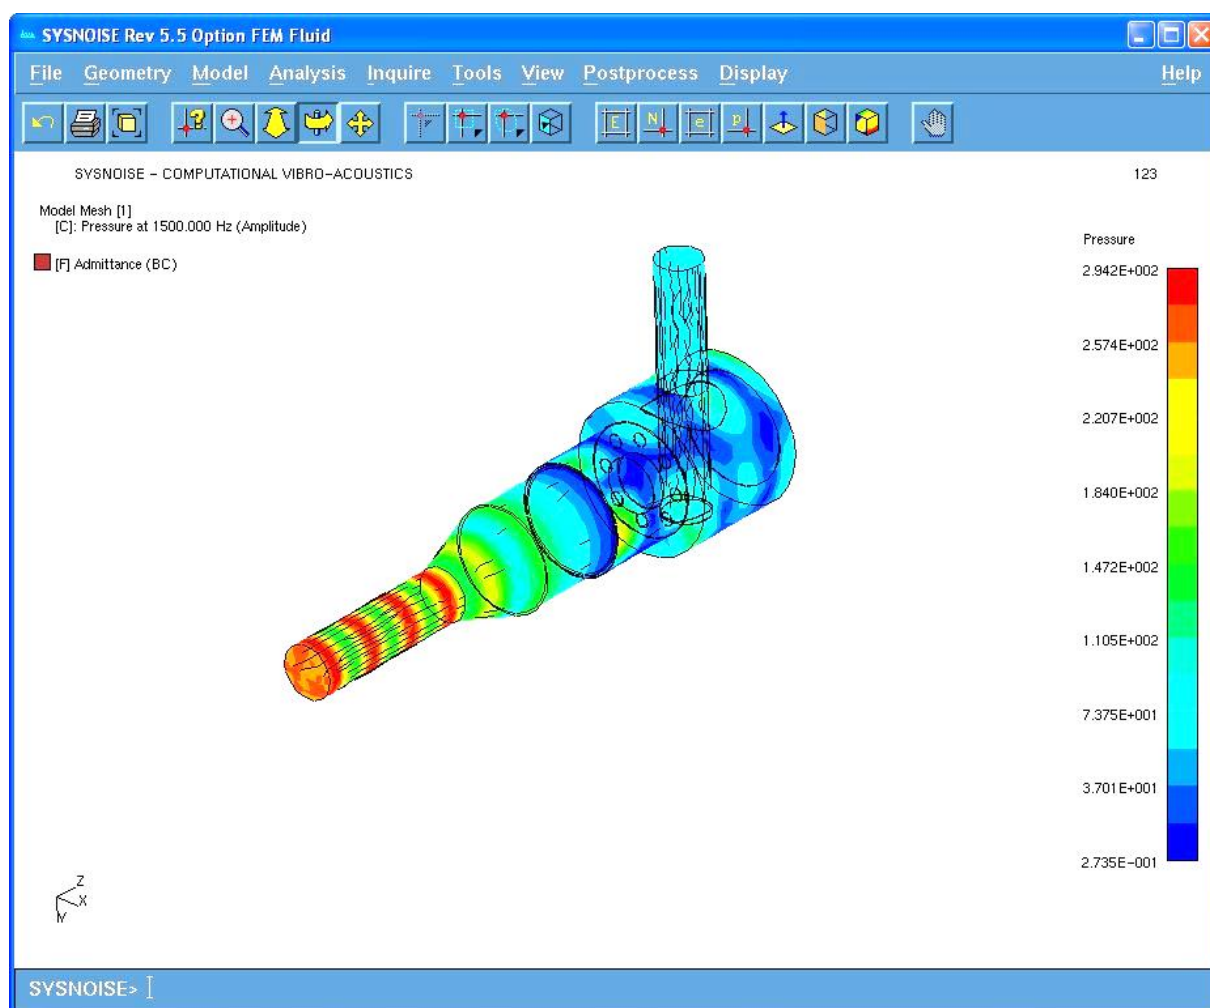 SYSNOISE Rev 5.5 Option FEM Fluid
File Geometry Model Analysis Inquire Tools View Postprocess Display Help
E N e p
SYSNOISE - COMPUTATIONAL VIBRO-ACOUSTICS 123
Model Mesh [1]
[C]: Pressure at 1500.000 Hz (Amplitude)
[F] Admittance (BC)
Pressure
2.942E+002
2.574E+002
2.207E+002
1.840E+002
1.472E+002
1.105E+002
7.375E+001
3.701E+001
2.735E-001
Z
X
Y
SYSNOISE>